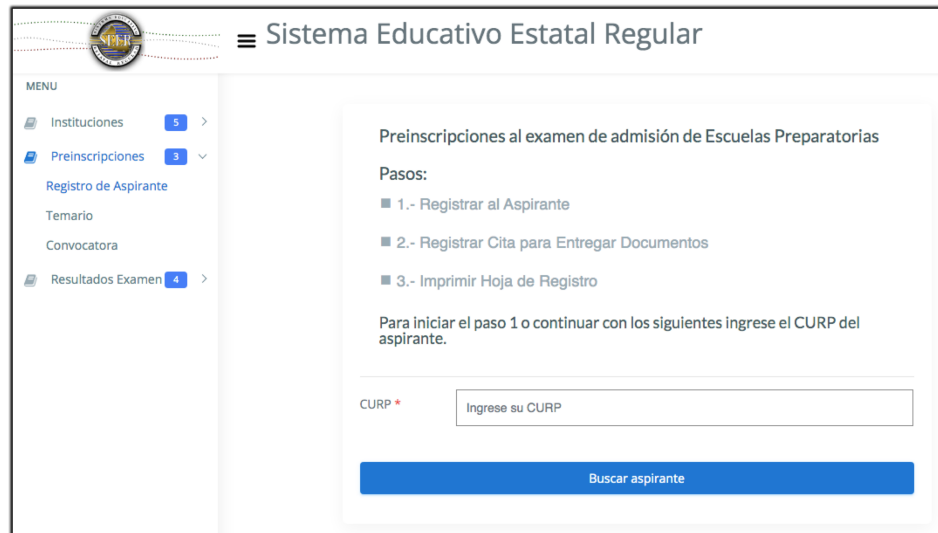 Sistema Educativo Estatal Regular
MENU
Instituciones 5
Preinscripciones 3
Registro de Aspirante
Temario
Convocatora
Resultados Examen 4
Preinscripciones al examen de admisión de Escuelas Preparatorias
Pasos:
1.- Registrar al Aspirante
2.- Registrar Cita para Entregar Documentos
3.- Imprimir Hoja de Registro
Para iniciar el paso 1 o continuar con los siguientes ingrese el CURP del
aspirante.
CURP *
Ingrese su CURP
Buscar aspirante